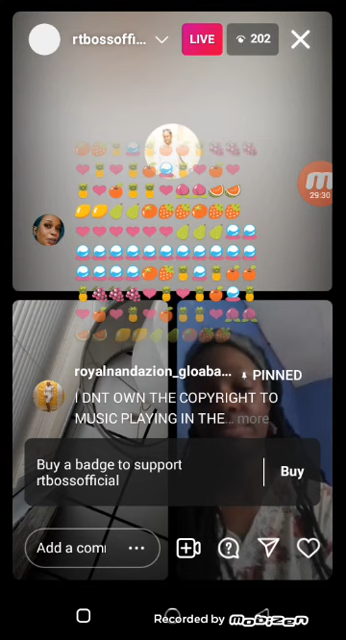 rtbossoffi...
LIVE
202
29:30
royalnandazion_gloaba...
PINNED
I DNT OWN THE COPYRIGHT TO
MUSIC PLAYING IN THE... more
Buy a badge to support
rtbossofficial
Buy
Add a com
Recorded by mobizen